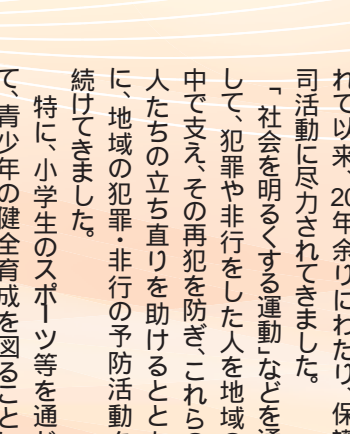 れて以来、20年余りにわたり、保護
司活動に尽力されてきました。
「社会を明るくする運動」などを通
して、犯罪や非行をした人を地域
中で支え、その再犯を防ぎ、これらの
人たちの立ち直りを助けるととも
に、地域の犯罪・非行の予防活動
続けてきました。
特に、小学生のスポーツ等を通
て、青少年の健全育成を図ること